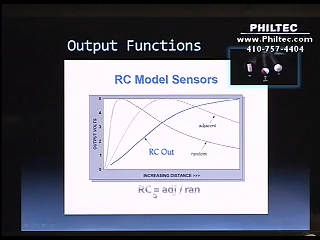 PHILTEC
www.Philtec.com
410-757-4404
Output Functions
RC Model Sensors
OUTPUT VOLTS
adjacent
RC Out
random
INCREASING DISTANCE >>>
RC = adj / ran